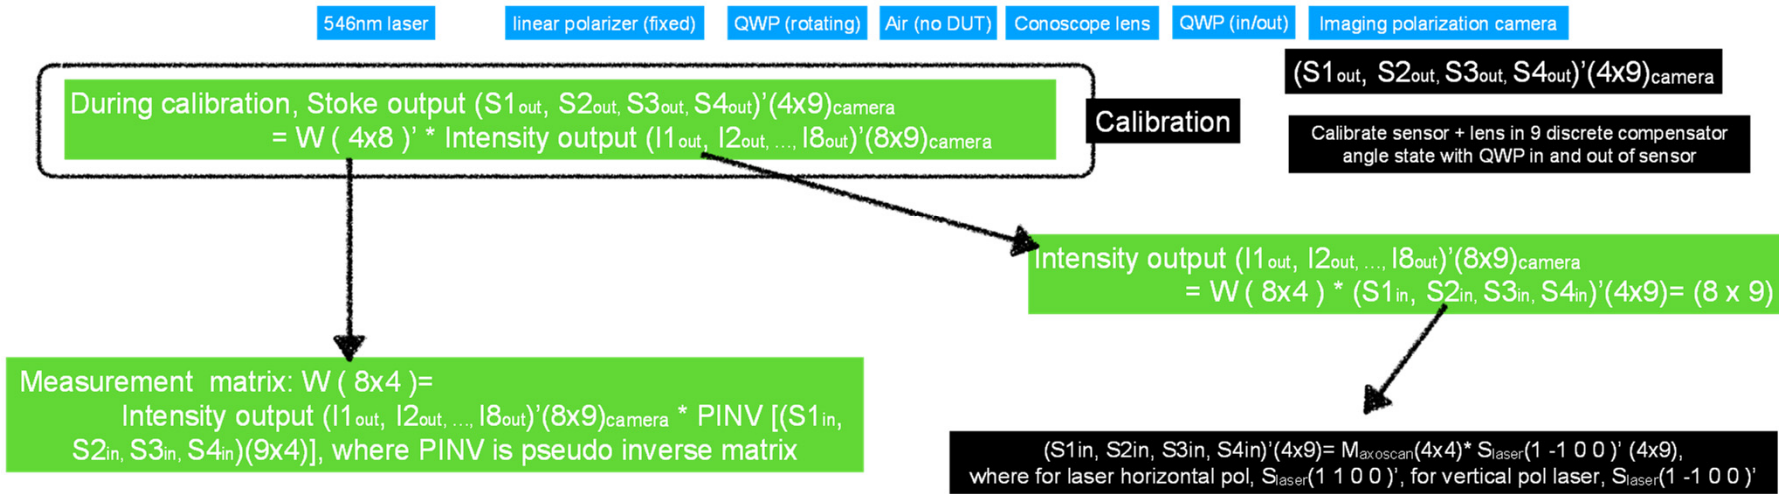 546nm laser
linear polarizer (fixed)
QWP (rotating)
Air (no DUT)
Conoscope lens
QWP (in/out)
Imaging polarization camera
(S1out, S2out, S3out, S4out)’(4x9)camera
During calibration, Stoke output (S1out, S2out, S3out, S4out)’(4x9)camera
= W ( 4x8 )’ * Intensity output (I1out, I2out, ..., I8out)’(8x9)camera
Calibration
Calibrate sensor + lens in 9 discrete compensator
angle state with QWP in and out of sensor
Intensity output (I1out, I2out, ..., I8out)’(8x9)camera
= W ( 8x4 ) * (S1in, S2in, S3in, S4in)’(4x9)= (8 x 9)
Measurement matrix: W ( 8x4 )=
Intensity output (I1out, I2out, ..., I8out)’(8x9)camera * PINV [(S1in,
S2in, S3in, S4in)(9x4)], where PINV is pseudo inverse matrix
(S1in, S2in, S3in, S4in)’(4x9)= Maxoscan(4x4)* Slaser(1 -1 0 0 )’ (4x9),
where for laser horizontal pol, Slaser(1 1 0 0 )’, for vertical pol laser, Slaser(1 -1 0 0 )’